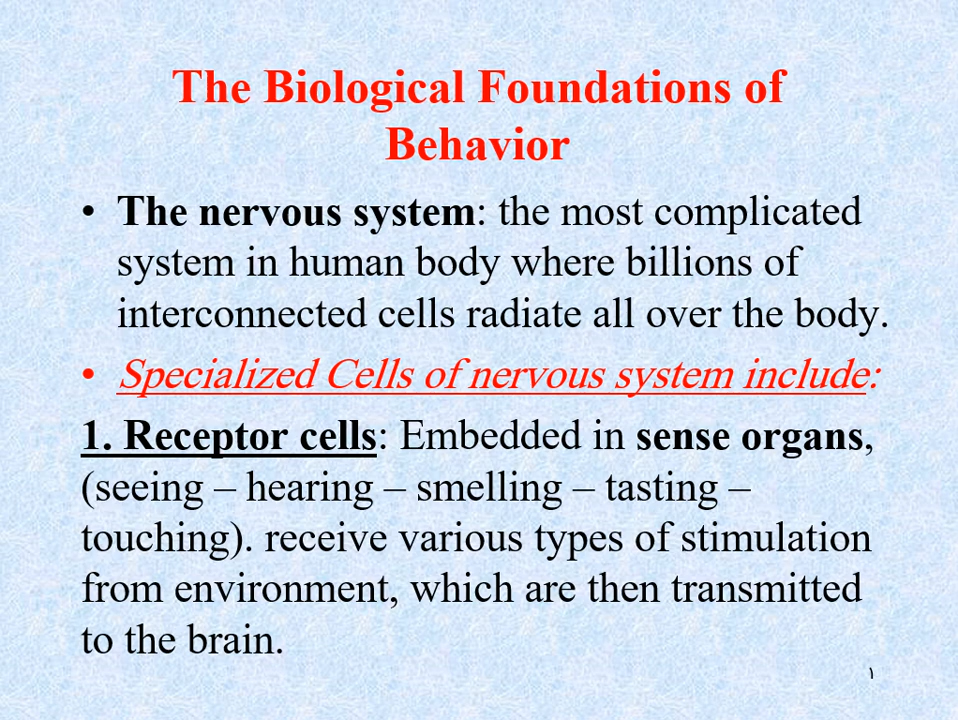 The Biological Foundations of
Behavior
• The nervous system: the most complicated
system in human body where billions of
interconnected cells radiate all over the body.
• Specialized Cells of nervous system include:
1. Receptor cells: Embedded in sense organs,
(seeing – hearing – smelling – tasting –
touching). receive various types of stimulation
from environment, which are then transmitted
to the brain.
١